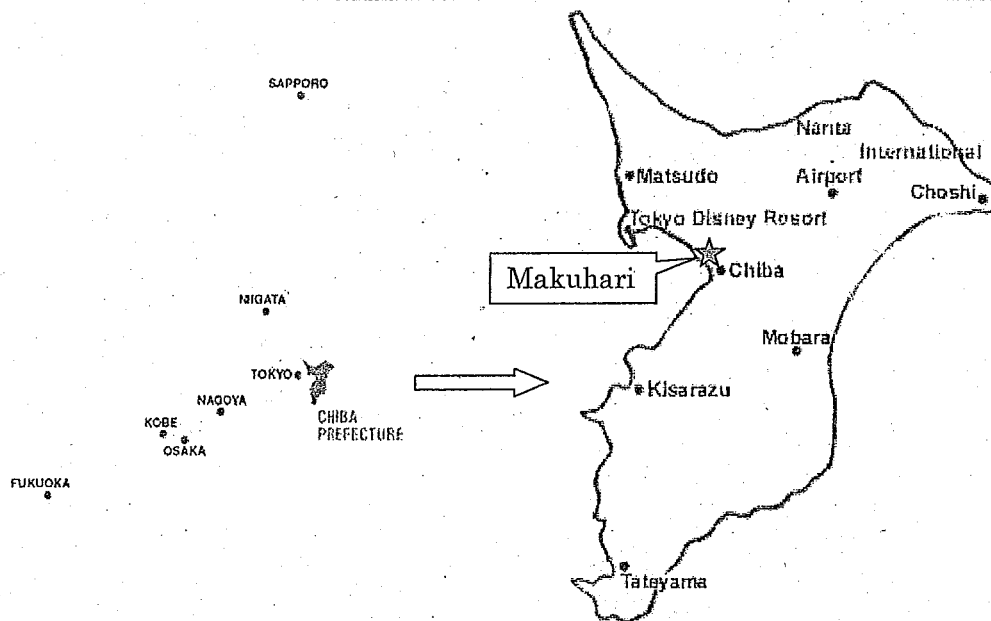 SAPPORO
NIIGATA
TOKYO
NAGOYA
KOBE
OSAKA
FUKUOKA
CHIBA
PREFECTURE
Narita
International
Airport
Matsudo
Choshi
Tokyo Disney Resort
Makuhari
Chiba
Mobara
Kisarazu
Tateyama